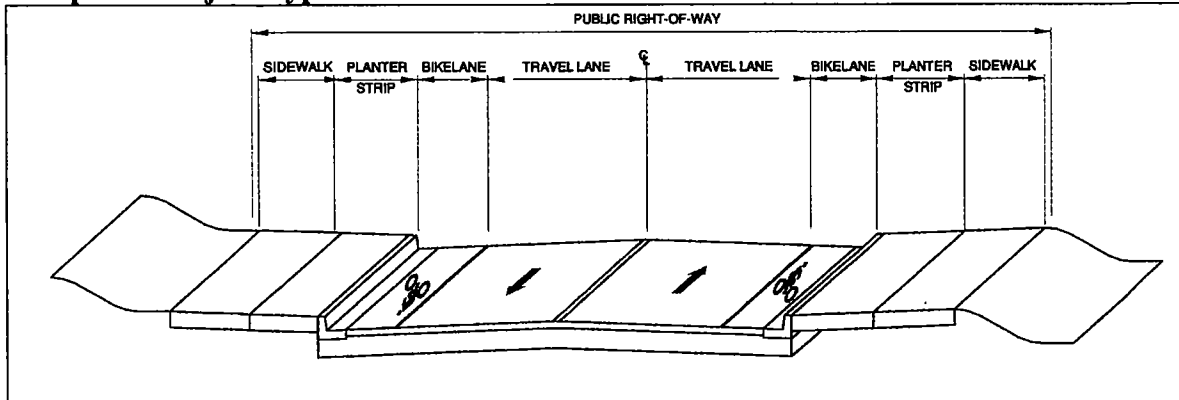 PUBLIC RIGHT-OF-WAY
℄
SIDEWALK PLANTER BIKELANE TRAVEL LANE TRAVEL LANE BIKELANE PLANTER SIDEWALK
STRIP STRIP